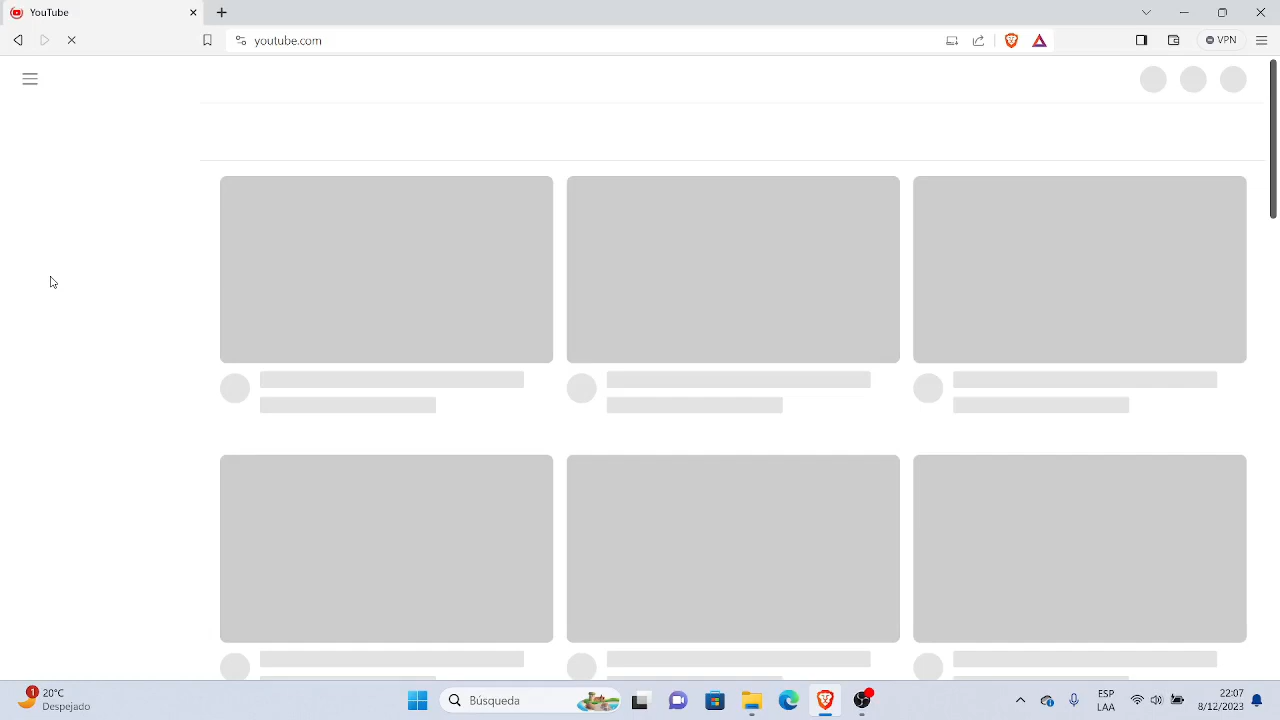 YouTube
youtube.com
VPN
1
20°C
Despejado
Búsqueda
ESP
LAA
22:07
8/12/2023